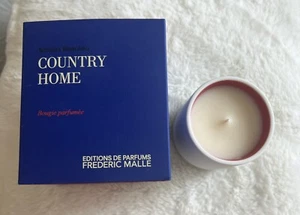 COUNTRY
HOME
Bougie parfumée
EDITIONS DE PARFUMS
FREDERIC MALLE